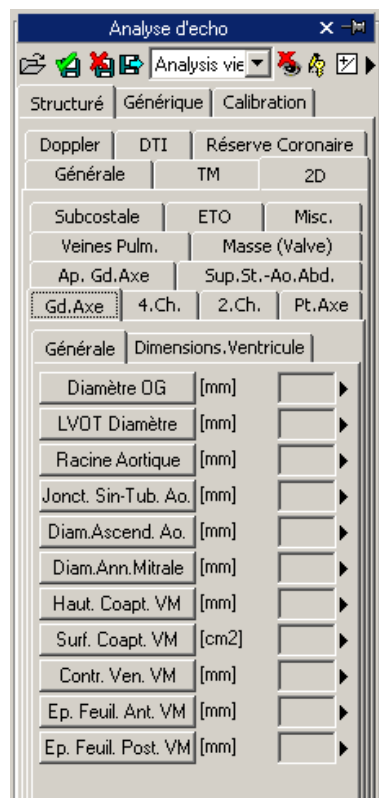 Analyse d'echo
Analysis vie
Structuré Générique Calibration
Doppler DTI Réserve Coronaire
Générale TM 2D
Subcostale ETO Misc.
Veines Pulm. Masse (Valve)
Ap. Gd.Axe Sup.St.-Ao.Abd.
Gd.Axe 4.Ch. 2.Ch. Pt.Axe
Générale Dimensions.Ventricule
Diamètre OG [mm]
LVOT Diamètre [mm]
Racine Aortique [mm]
Jonct. Sin-Tub. Ao. [mm]
Diam.Ascend. Ao. [mm]
Diam.Ann.Mitrale [mm]
Haut. Coapt. VM [mm]
Surf. Coapt. VM [cm2]
Contr. Ven. VM [mm]
Ep. Feuil. Ant. VM [mm]
Ep. Feuil. Post. VM [mm]